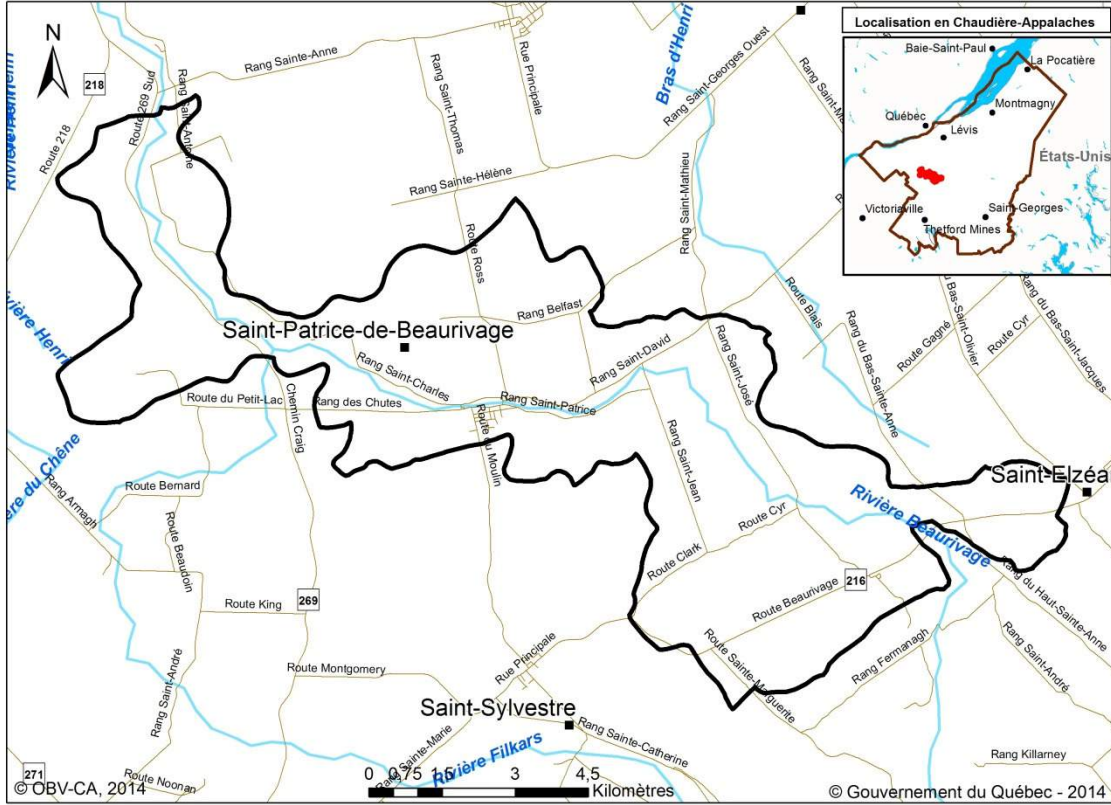 N
218
Route 218
Route 269 Sud
Rang Saint-Antoine
Rang Sainte-Anne
Rang Saint-Thomas
Rue Principale
Bras d'Henri
Rang Saint-Georges Ouest
Localisation en Chaudière-Appalaches
Baie-Saint-Paul
La Pocatière
Montmagny
Québec
Lévis
États-Unis
Victoriaville
Saint-Georges
Thetford Mines
Rang Sainte-Hélène
Rang Saint-Mathieu
Route Ross
Rivière Henri
Rang Belfast
Route Blais
Rang du Bas-Sainte-Anne
Route Gagné
du Bas-Saint-Olivier
Route Cyr
Rang du Bas-Saint-Jacques
Saint-Patrice-de-Beaurivage
Rang Saint-David
Rang Saint-José
Rang Saint-Charles
Rang Saint-Patrice
Route du Petit-Lac
Chemin Craig
Rang des Chutes
Route du Moulin
Rang Saint-Jean
Rang Armagh
Route Bernard
Route Beaudoin
Saint-Elzéa
Rivière Beaurivage
Route Cyr
Route Clark
216
Route Beaurivage
Rang du Haut-Sainte-Anne
Route King
269
Rang Saint-André
Route Montgomery
Rue Principale
Route Sainte-Marguerite
Rang Fermanagh
Rang Saint-André
Saint-Sylvestre
Rang Sainte-Marie
Rivière Filkars
Rang Sainte-Catherine
Rang Killarney
271
Route Noonan
0 0,75 1,5 3 4,5
Kilomètres
© OBV-CA, 2014
© Gouvernement du Québec - 2014